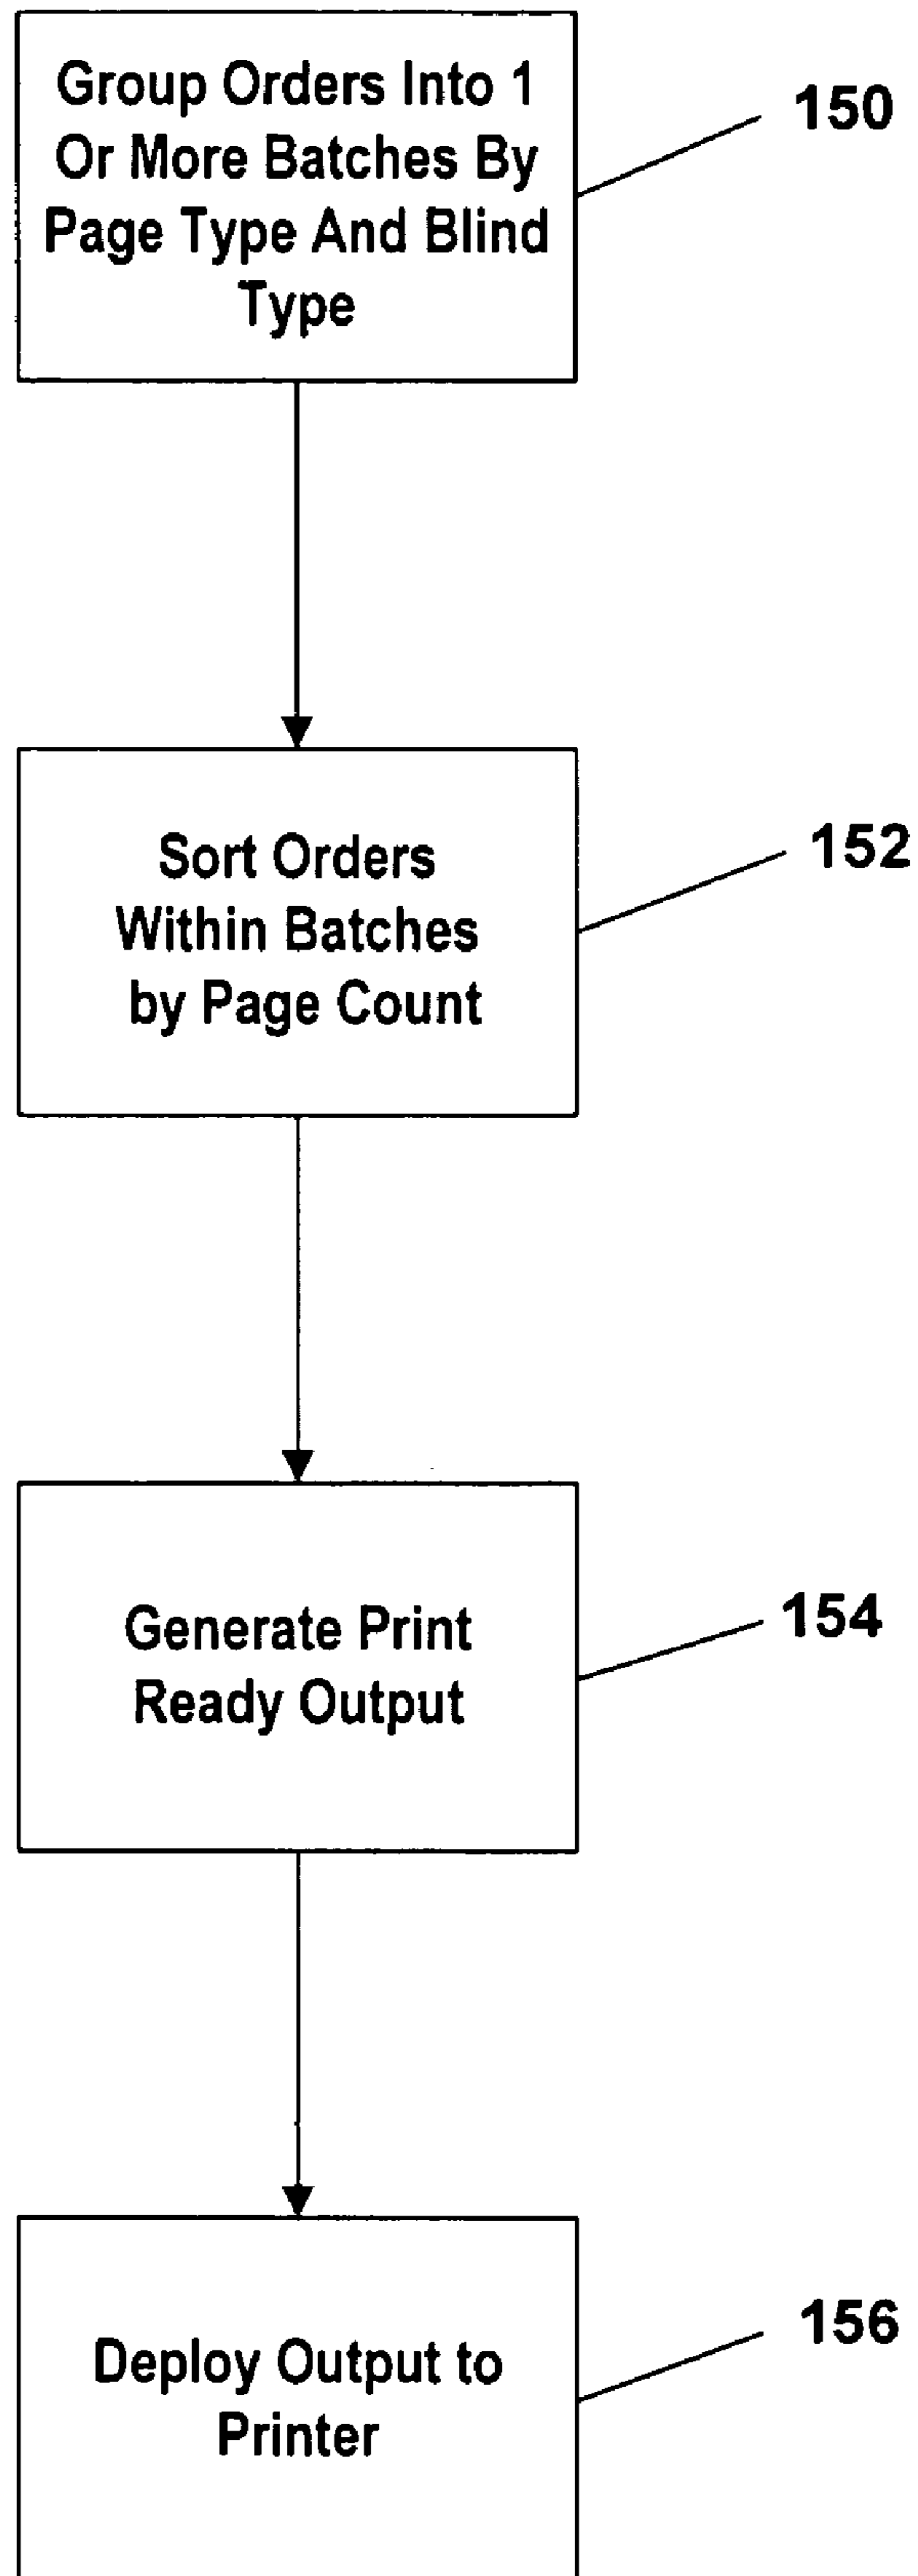 Group Orders Into 1
Or More Batches By
Page Type And Blind
Type
150
Sort Orders
Within Batches
by Page Count
152
Generate Print
Ready Output
154
Deploy Output to
Printer
156